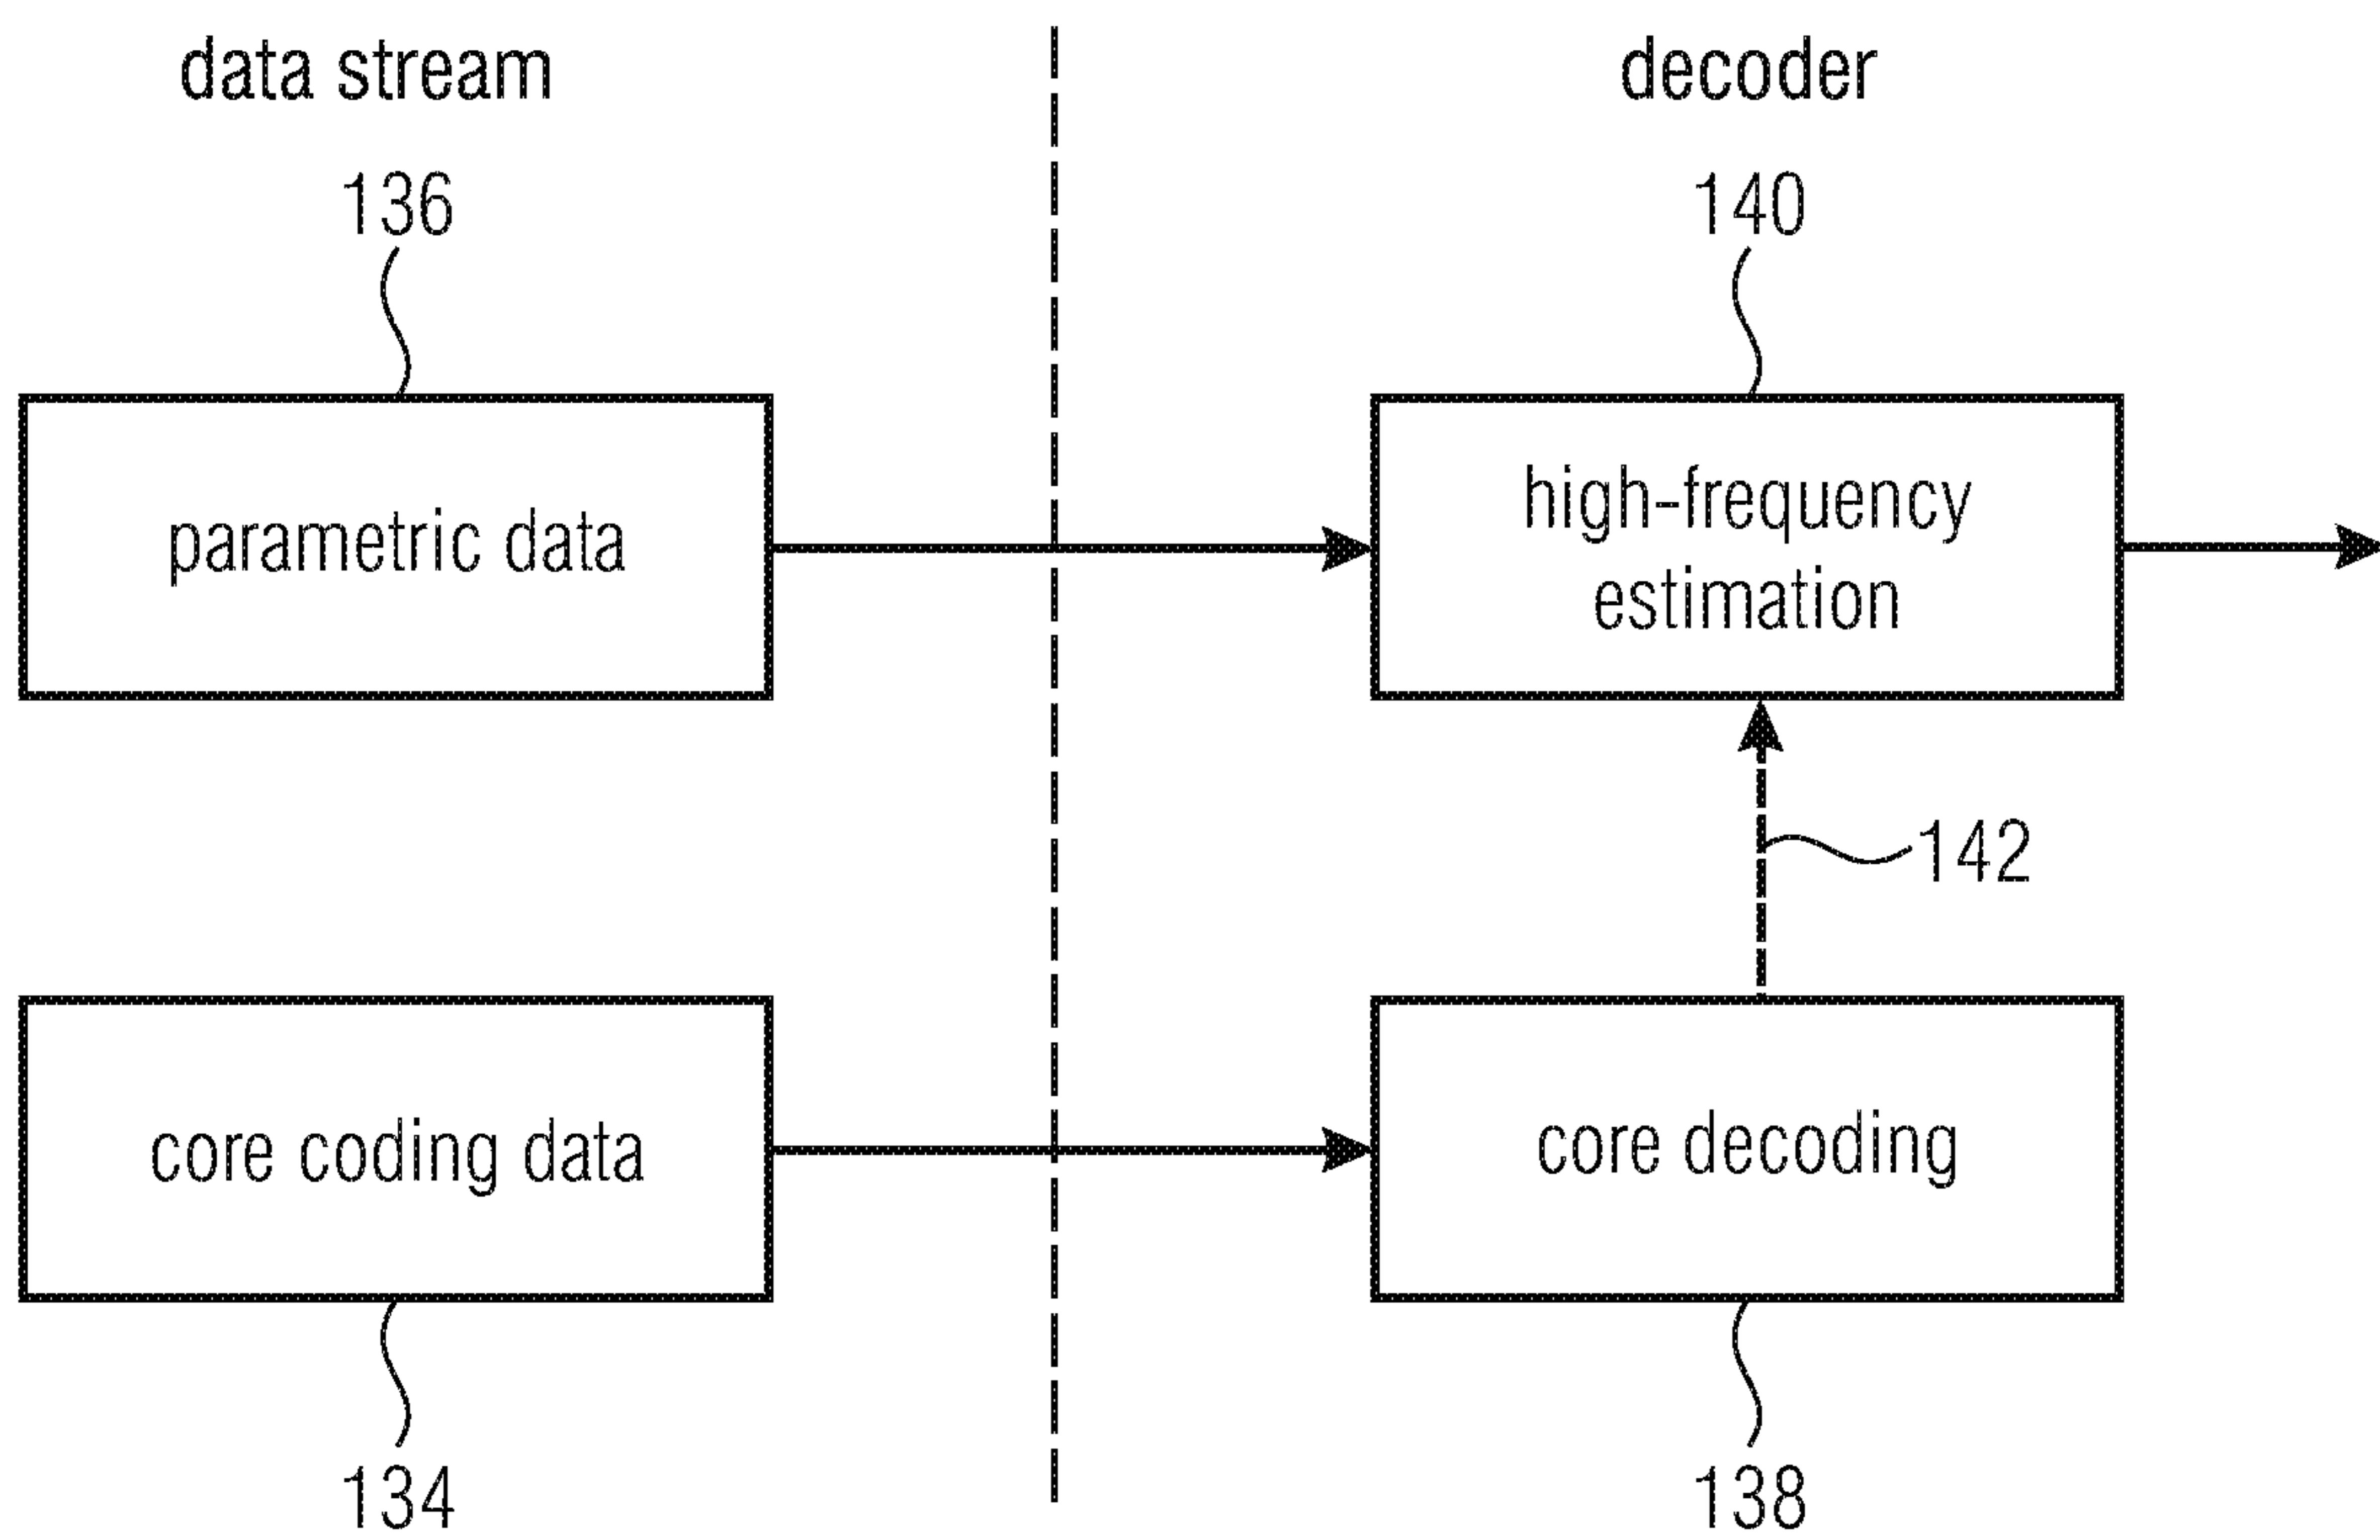 data stream
decoder
136
140
parametric data
high-frequency
estimation
142
core coding data
core decoding
134
138